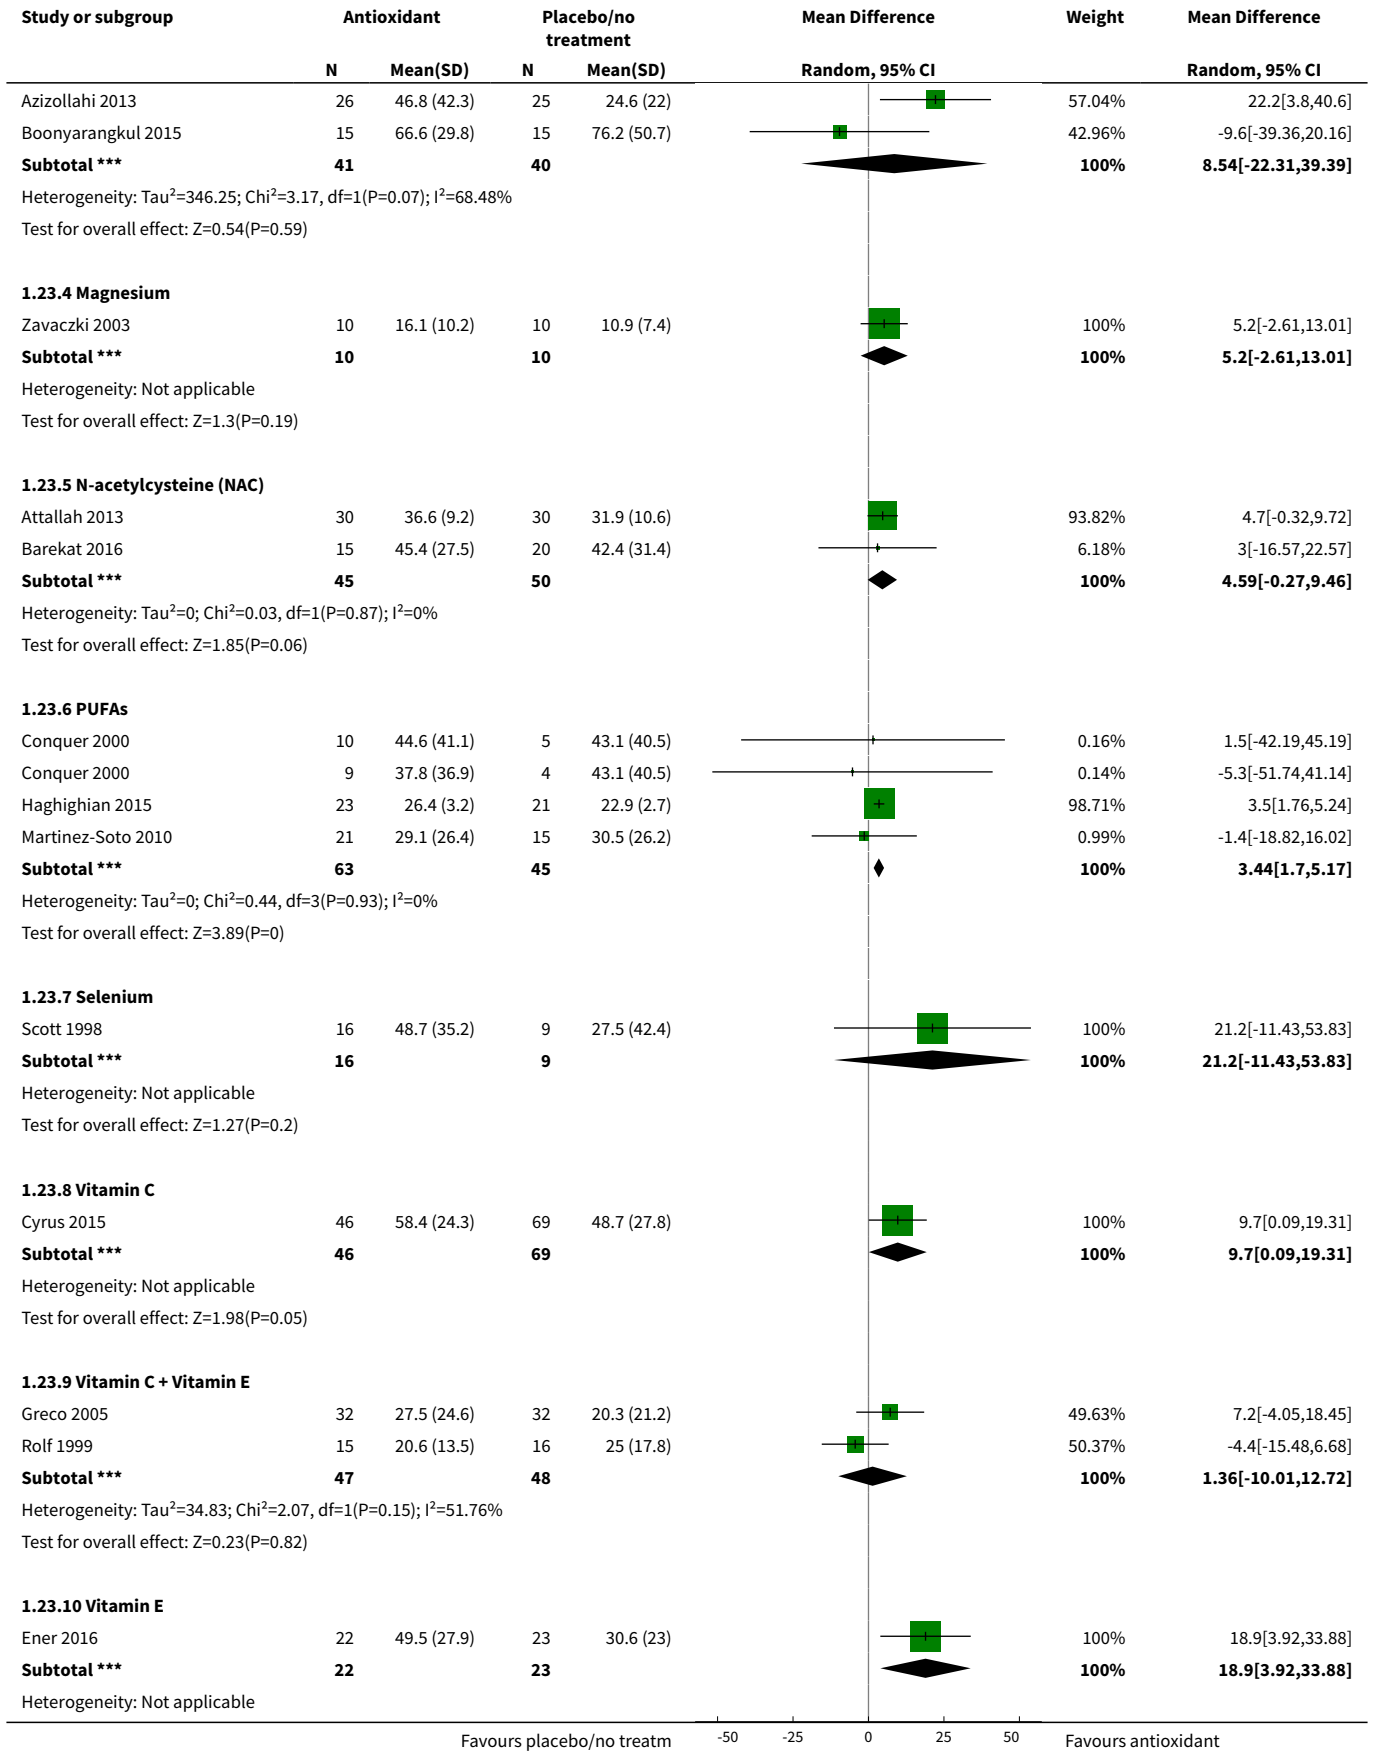 Study or subgroup Antioxidant Placebo/no treatment Mean Difference Weight Mean Difference
N Mean(SD) N Mean(SD) Random, 95% CI Random, 95% CI
Azizollahi 2013 26 46.8 (42.3) 25 24.6 (22) 57.04% 22.2[3.8,40.6]
Boonyarangkul 2015 15 66.6 (29.8) 15 76.2 (50.7) 42.96% -9.6[-39.36,20.16]
Subtotal *** 41 40 100% 8.54[-22.31,39.39]
Heterogeneity: Tau²=346.25; Chi²=3.17, df=1(P=0.07); I²=68.48%
Test for overall effect: Z=0.54(P=0.59)
1.23.4 Magnesium
Zavaczki 2003 10 16.1 (10.2) 10 10.9 (7.4) 100% 5.2[-2.61,13.01]
Subtotal *** 10 10 100% 5.2[-2.61,13.01]
Heterogeneity: Not applicable
Test for overall effect: Z=1.3(P=0.19)
1.23.5 N-acetylcysteine (NAC)
Attallah 2013 30 36.6 (9.2) 30 31.9 (10.6) 93.82% 4.7[-0.32,9.72]
Barekat 2016 15 45.4 (27.5) 20 42.4 (31.4) 6.18% 3[-16.57,22.57]
Subtotal *** 45 50 100% 4.59[-0.27,9.46]
Heterogeneity: Tau²=0; Chi²=0.03, df=1(P=0.87); I²=0%
Test for overall effect: Z=1.85(P=0.06)
1.23.6 PUFAs
Conquer 2000 10 44.6 (41.1) 5 43.1 (40.5) 0.16% 1.5[-42.19,45.19]
Conquer 2000 9 37.8 (36.9) 4 43.1 (40.5) 0.14% -5.3[-51.74,41.14]
Haghighian 2015 23 26.4 (3.2) 21 22.9 (2.7) 98.71% 3.5[1.76,5.24]
Martinez-Soto 2010 21 29.1 (26.4) 15 30.5 (26.2) 0.99% -1.4[-18.82,16.02]
Subtotal *** 63 45 100% 3.44[1.7,5.17]
Heterogeneity: Tau²=0; Chi²=0.44, df=3(P=0.93); I²=0%
Test for overall effect: Z=3.89(P=0)
1.23.7 Selenium
Scott 1998 16 48.7 (35.2) 9 27.5 (42.4) 100% 21.2[-11.43,53.83]
Subtotal *** 16 9 100% 21.2[-11.43,53.83]
Heterogeneity: Not applicable
Test for overall effect: Z=1.27(P=0.2)
1.23.8 Vitamin C
Cyrus 2015 46 58.4 (24.3) 69 48.7 (27.8) 100% 9.7[0.09,19.31]
Subtotal *** 46 69 100% 9.7[0.09,19.31]
Heterogeneity: Not applicable
Test for overall effect: Z=1.98(P=0.05)
1.23.9 Vitamin C + Vitamin E
Greco 2005 32 27.5 (24.6) 32 20.3 (21.2) 49.63% 7.2[-4.05,18.45]
Rolf 1999 15 20.6 (13.5) 16 25 (17.8) 50.37% -4.4[-15.48,6.68]
Subtotal *** 47 48 100% 1.36[-10.01,12.72]
Heterogeneity: Tau²=34.83; Chi²=2.07, df=1(P=0.15); I²=51.76%
Test for overall effect: Z=0.23(P=0.82)
1.23.10 Vitamin E
Ener 2016 22 49.5 (27.9) 23 30.6 (23) 100% 18.9[3.92,33.88]
Subtotal *** 22 23 100% 18.9[3.92,33.88]
Heterogeneity: Not applicable
Favours placebo/no treatm -50 -25 0 25 50 Favours antioxidant